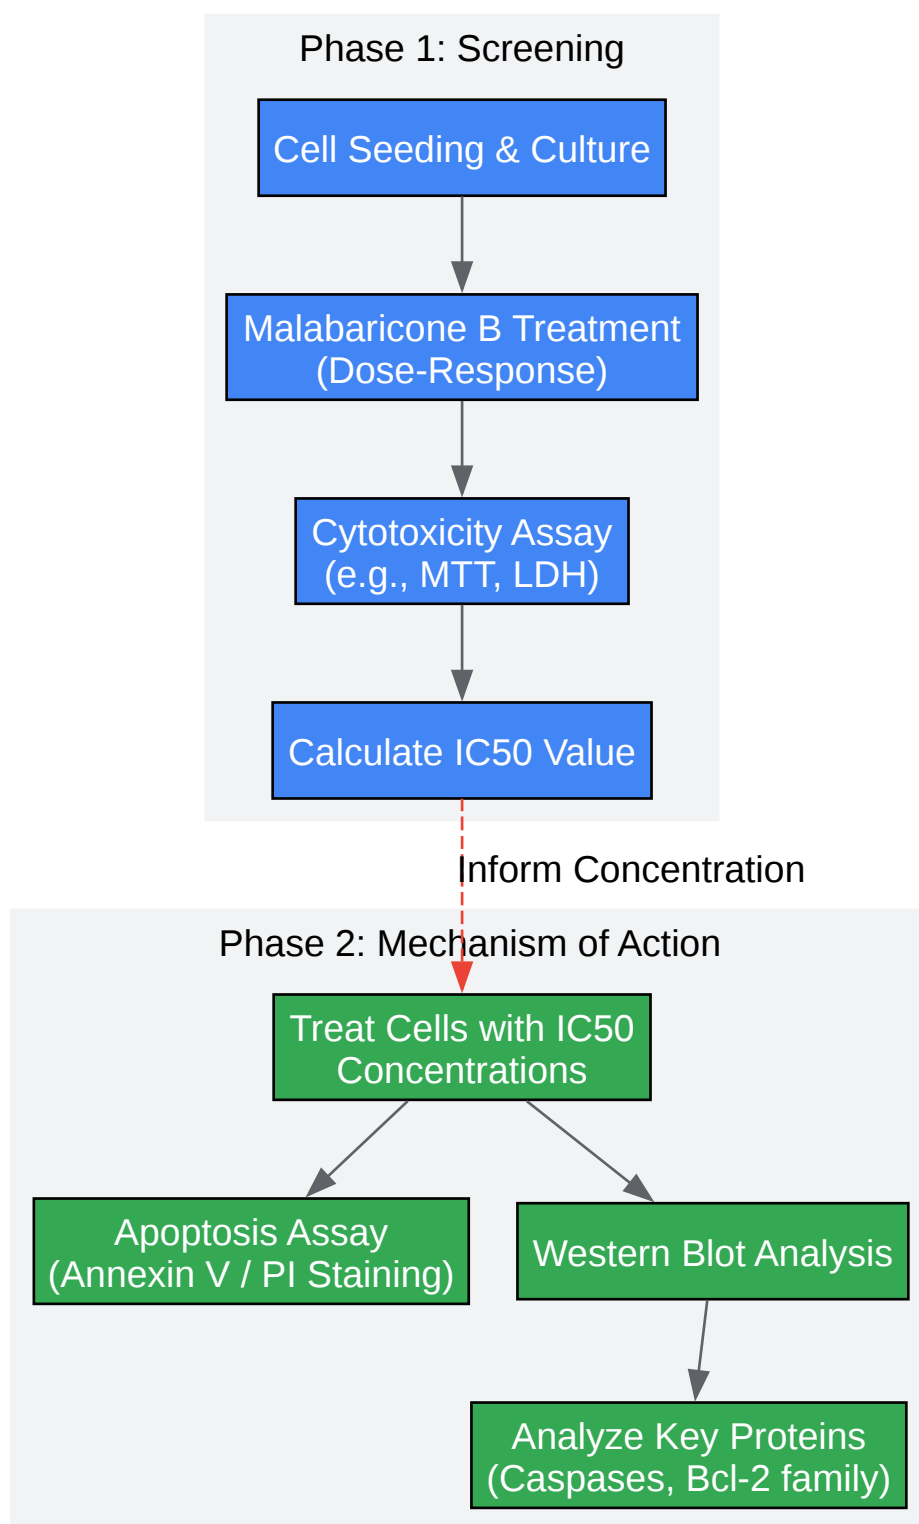 Phase 1: Screening
Cell Seeding & Culture
Malabaricone B Treatment
(Dose-Response)
Cytotoxicity Assay
(e.g., MTT, LDH)
Calculate IC50 Value
Inform Concentration
Phase 2: Mechanism of Action
Treat Cells with IC50
Concentrations
Apoptosis Assay
(Annexin V / PI Staining)
Western Blot Analysis
Analyze Key Proteins
(Caspases, Bcl-2 family)